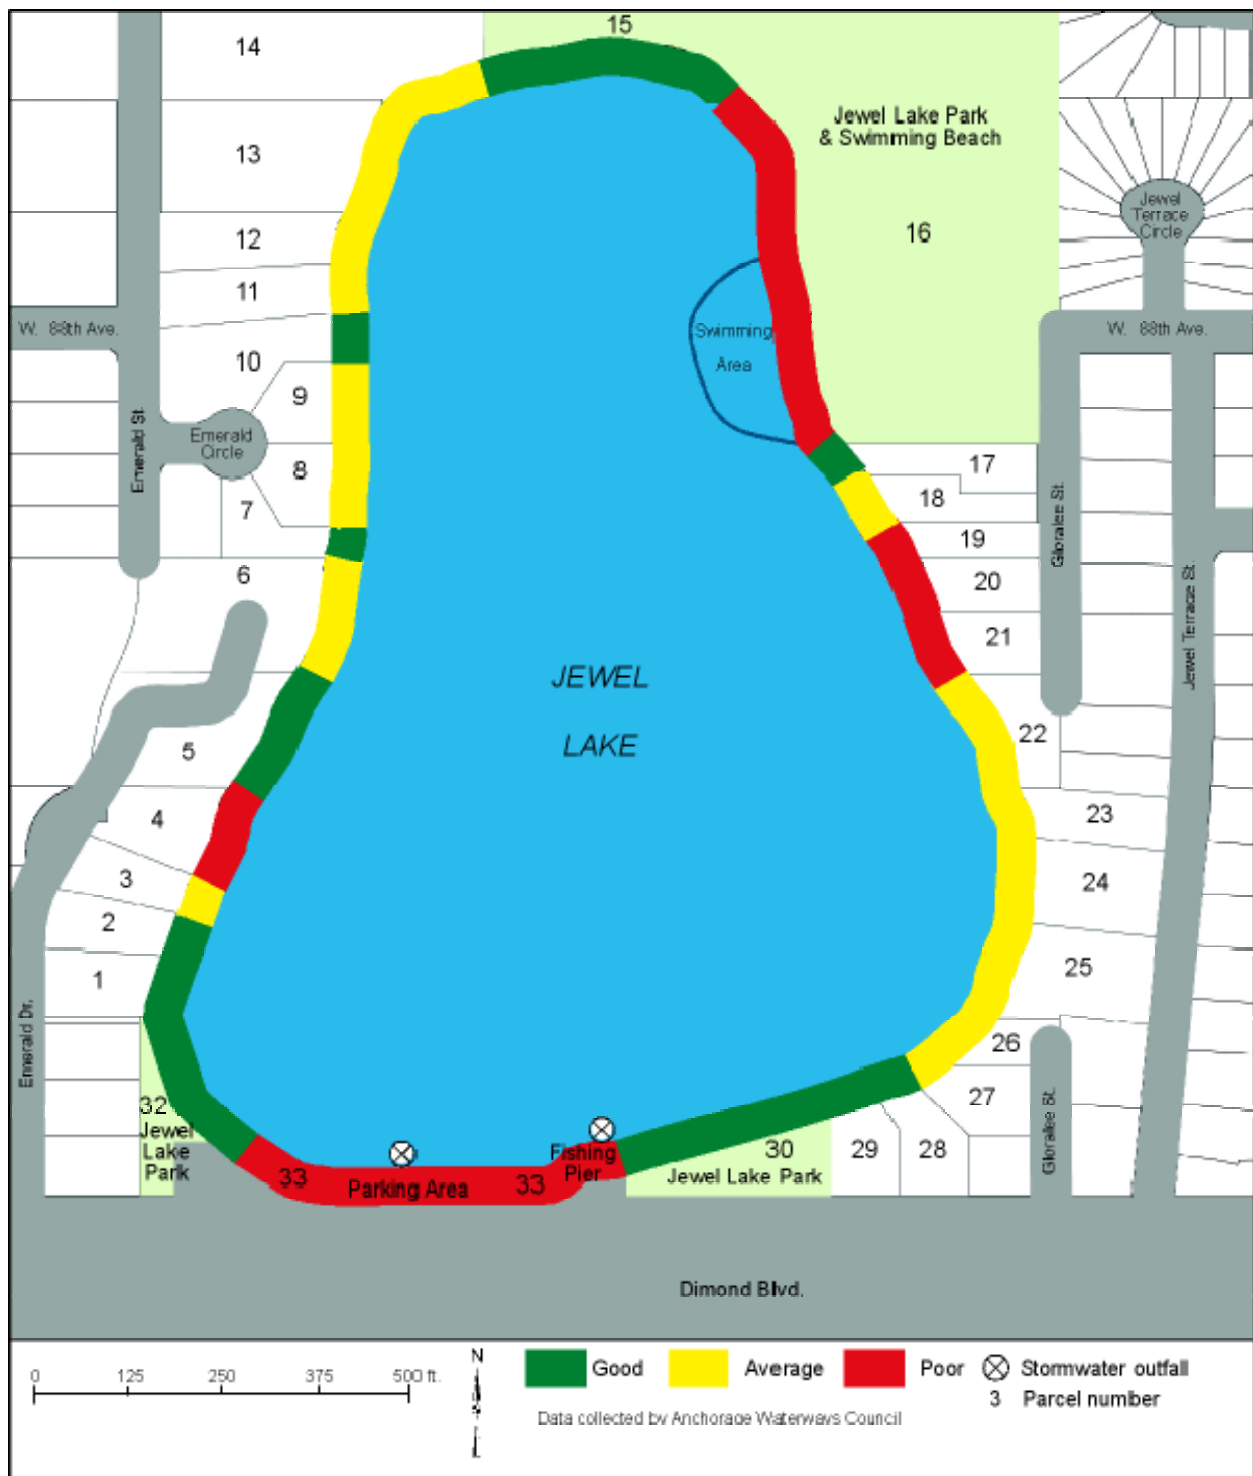 15
14
Jewel Lake Park
& Swimming Beach
13
Jewel
Terrace
Circle
16
12
11
W. 88th Ave.
Swimming
Area
W. 88th Ave.
10
9
Emerald St.
Emerald
Circle
8
17
18
7
Gloralee St.
19
6
20
Jewel Terrace St.
21
JEWEL
LAKE
22
5
4
23
3
24
2
25
1
Emerald Dr.
26
27
32
Jewel
Lake
Park
Gloralee St.
Fishing
Pier
30
29
28
Jewel Lake Park
33
Parking Area
33
Dimond Blvd.
0 125 250 375 500 ft.
N
Good
Average
Poor
Stormwater outfall
3 Parcel number
Data collected by Anchorage Waterways Council